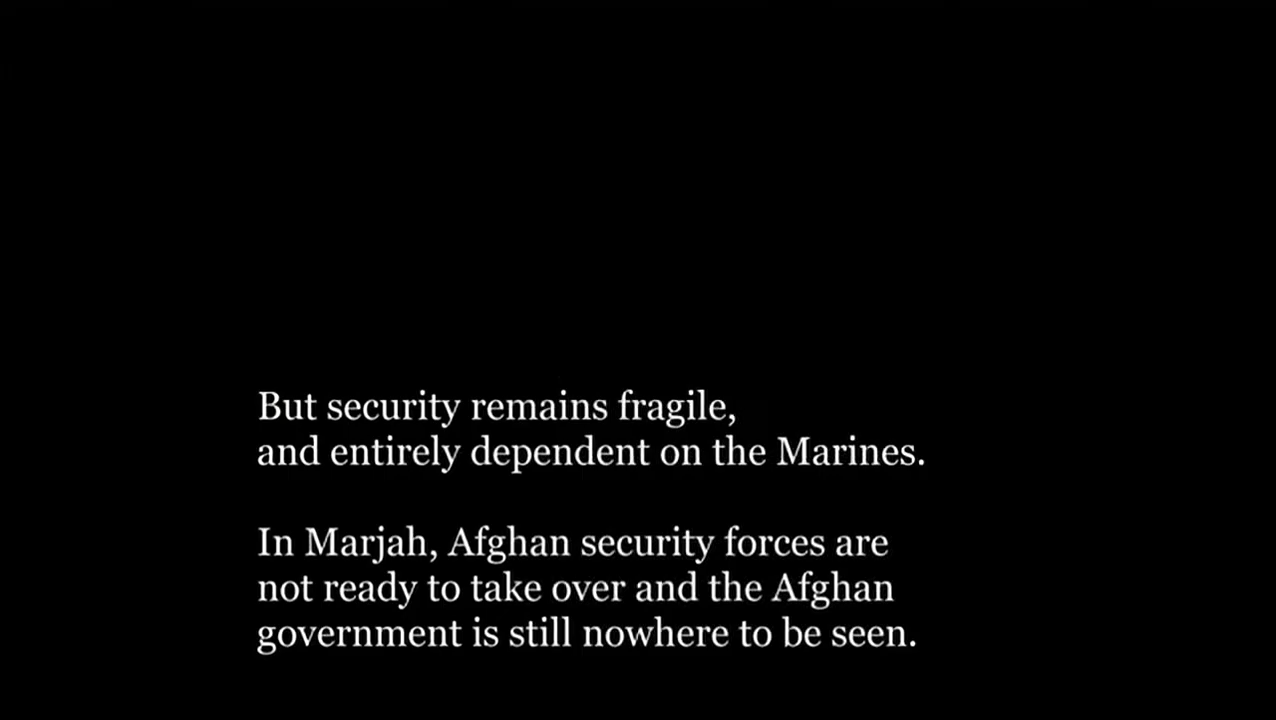 But security remains fragile,
and entirely dependent on the Marines.
In Marjah, Afghan security forces are
not ready to take over and the Afghan
government is still nowhere to be seen.